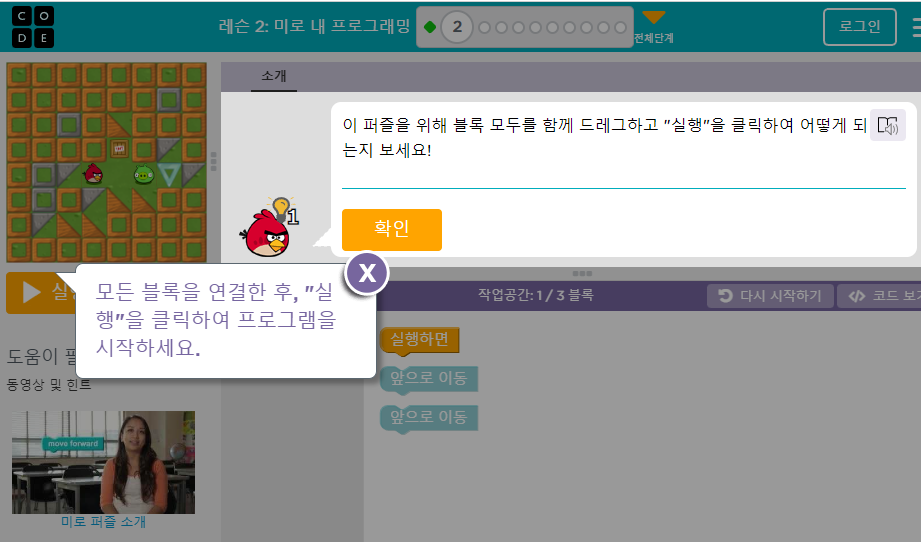 C O
D E
레슨 2: 미로 내 프로그래밍
2
전체단계
로그인
소개
이 퍼즐을 위해 블록 모두를 함께 드레그하고 "실행"을 클릭하여 어떻게 되
는지 보세요!
1
확인
X
모든 블록을 연결한 후, "실
행"을 클릭하여 프로그램을
시작하세요.
작업공간: 1 / 3 블록
다시 시작하기
코드 보기
실행하면
앞으로 이동
앞으로 이동
도움이
동영상 및 힌트
move forward
미로 퍼즐 소개